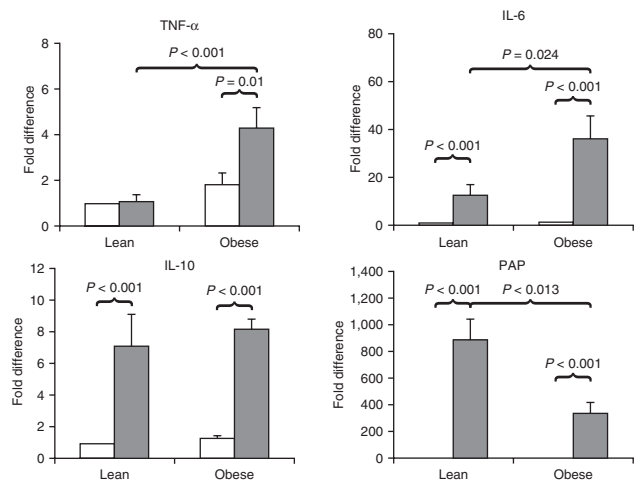 TNF-α
8
6
4
2
0
Fold difference
P < 0.001
P = 0.01
Lean
Obese
IL-6
80
60
40
20
0
Fold difference
P = 0.024
P < 0.001
P < 0.001
Lean
Obese
IL-10
12
10
8
6
4
2
0
Fold difference
P < 0.001
P < 0.001
Lean
Obese
PAP
1,400
1,200
1,000
800
600
400
200
0
Fold difference
P < 0.001
P < 0.013
P < 0.001
Lean
Obese